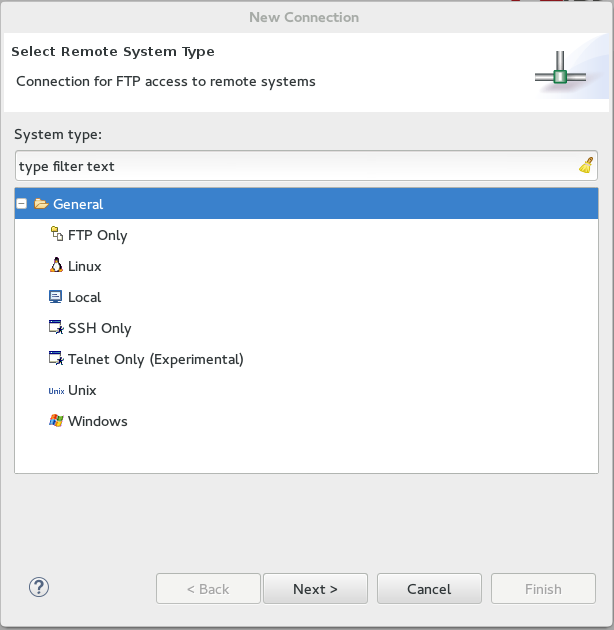 New Connection
Select Remote System Type
Connection for FTP access to remote systems
System type:
type filter text
General
FTP Only
Linux
Local
SSH Only
Telnet Only (Experimental)
Unix Unix
Windows
?
< Back Next > Cancel Finish